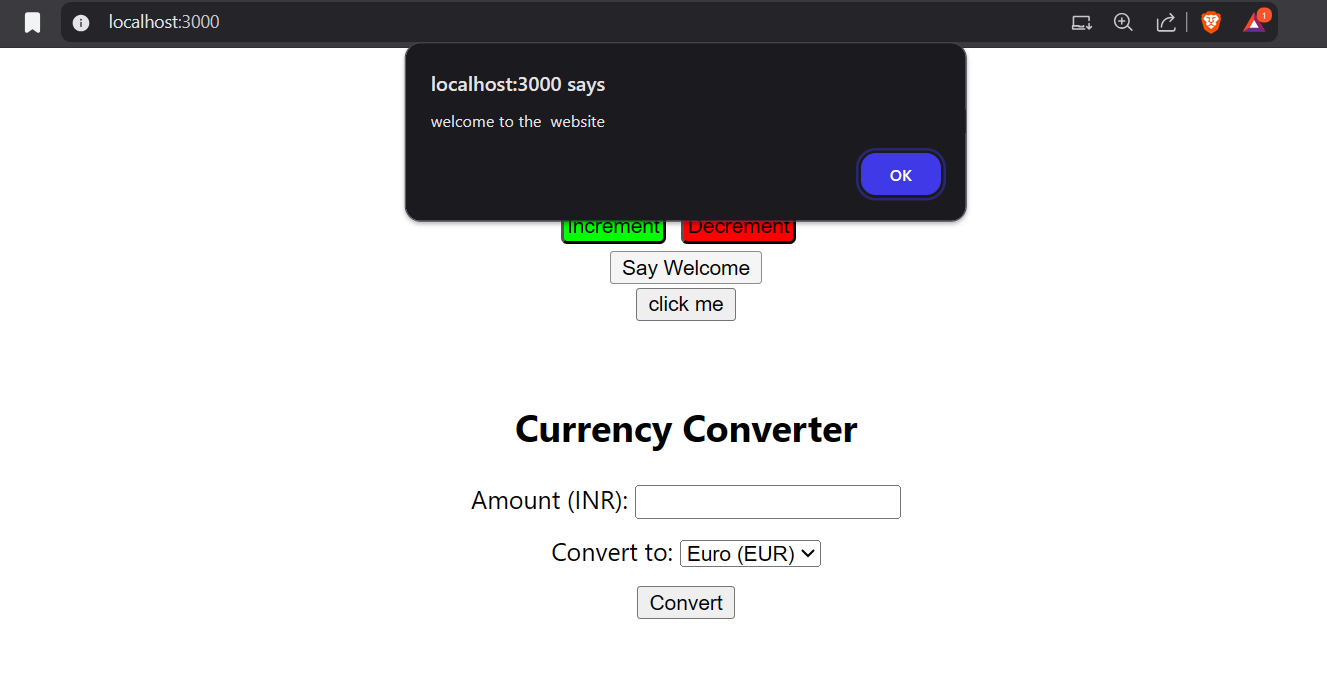 localhost:3000
1
localhost:3000 says
welcome to the  website
OK
Increment Decrement
Say Welcome
click me
Currency Converter
Amount (INR):
Convert to: Euro (EUR)
Convert